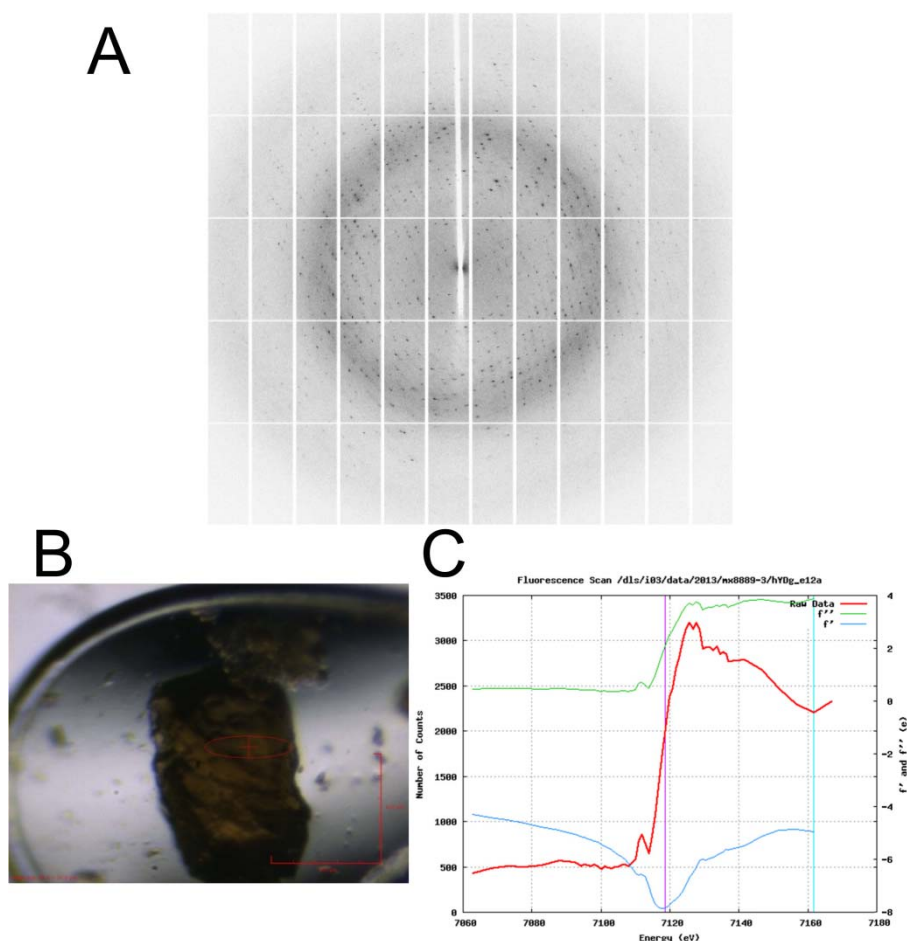 A
B
C
Fluorescence Scan /dls/i03/data/2013/mx8889-3/hYDg_e12a
Raw Data
f''
f'
3500
3000
2500
2000
1500
1000
500
0
4
2
0
-2
-4
-6
-8
Number of Counts
f' and f'' (e)
7060 7080 7100 7120 7140 7160 7180
Energy (eV)